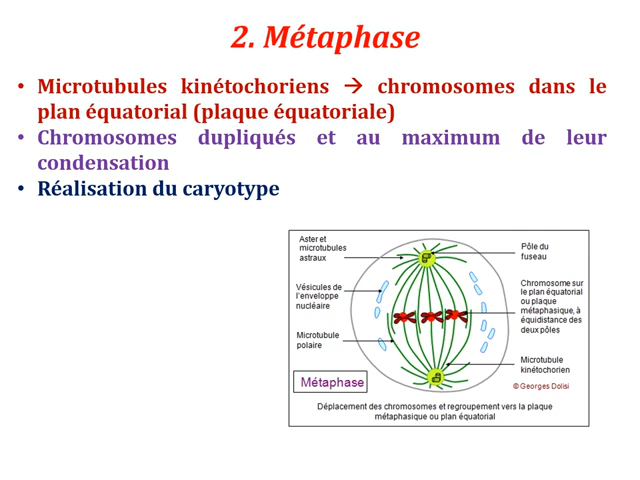 2. Métaphase
• Microtubules kinétochoriens → chromosomes dans le
plan équatorial (plaque équatoriale)
• Chromosomes dupliqués et au maximum de leur
condensation
• Réalisation du caryotype
Aster et
microtubules
astraux
Vésicules de
l'enveloppe
nucléaire
Microtubule
polaire
Pôle du
fuseau
Chromosome sur
le plan équatorial
ou plaque
métaphasique, à
équidistance des
deux pôles
Microtubule
kinétochorien
Métaphase
© Georges Dolisi
Déplacement des chromosomes et regroupement vers la plaque
métaphasique ou plan équatorial